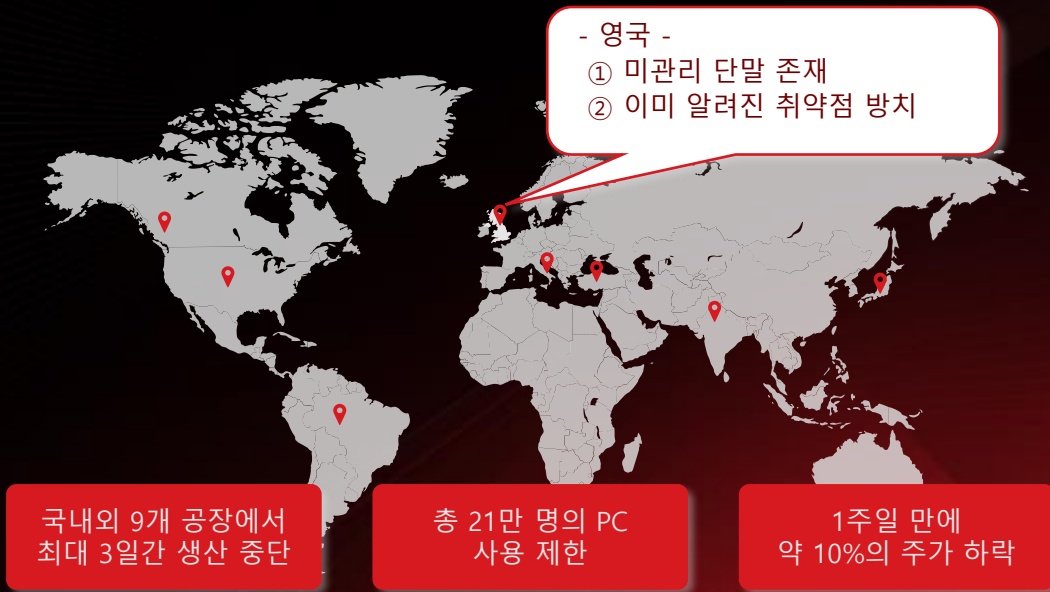 - 영국 -
① 미관리 단말 존재
② 이미 알려진 취약점 방치
국내외 9개 공장에서
최대 3일간 생산 중단
총 21만 명의 PC
사용 제한
1주일 만에
약 10%의 주가 하락